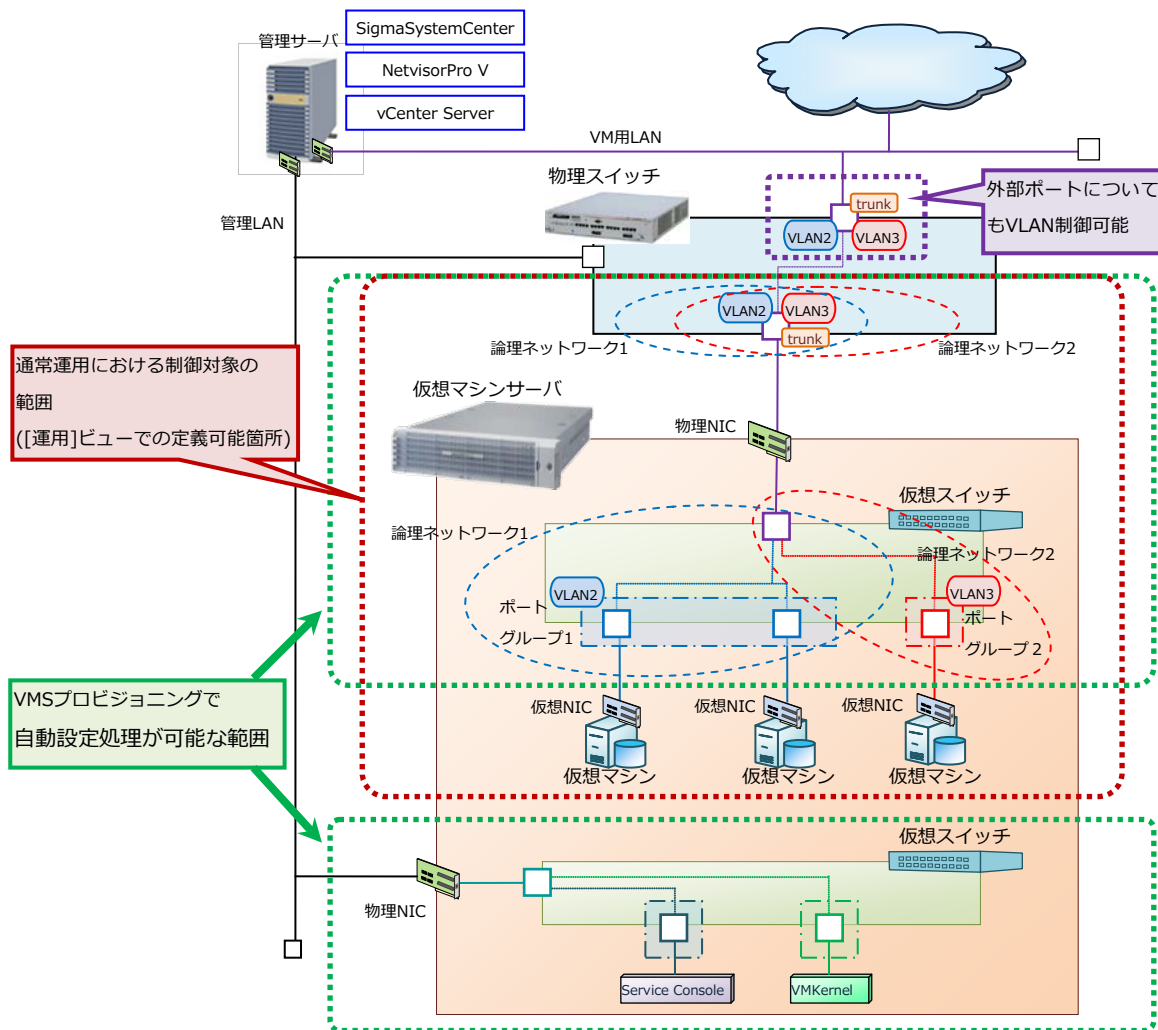 SigmaSystemCenter
管理サーバ
NetvisorPro V
vCenter Server
VM用LAN
物理スイッチ
管理LAN
trunk
VLAN2
VLAN3
外部ポートについて
もVLAN制御可能
VLAN2
VLAN3
trunk
論理ネットワーク1
論理ネットワーク2
通常運用における制御対象の
範囲
([運用]ビューでの定義可能箇所)
仮想マシンサーバ
物理NIC
仮想スイッチ
論理ネットワーク1
論理ネットワーク2
VLAN2
VLAN3
ポート
グループ1
ポート
グループ２
VMSプロビジョニングで
自動設定処理が可能な範囲
仮想NIC
仮想NIC
仮想NIC
仮想マシン
仮想マシン
仮想マシン
仮想スイッチ
物理NIC
Service Console
VMKernel